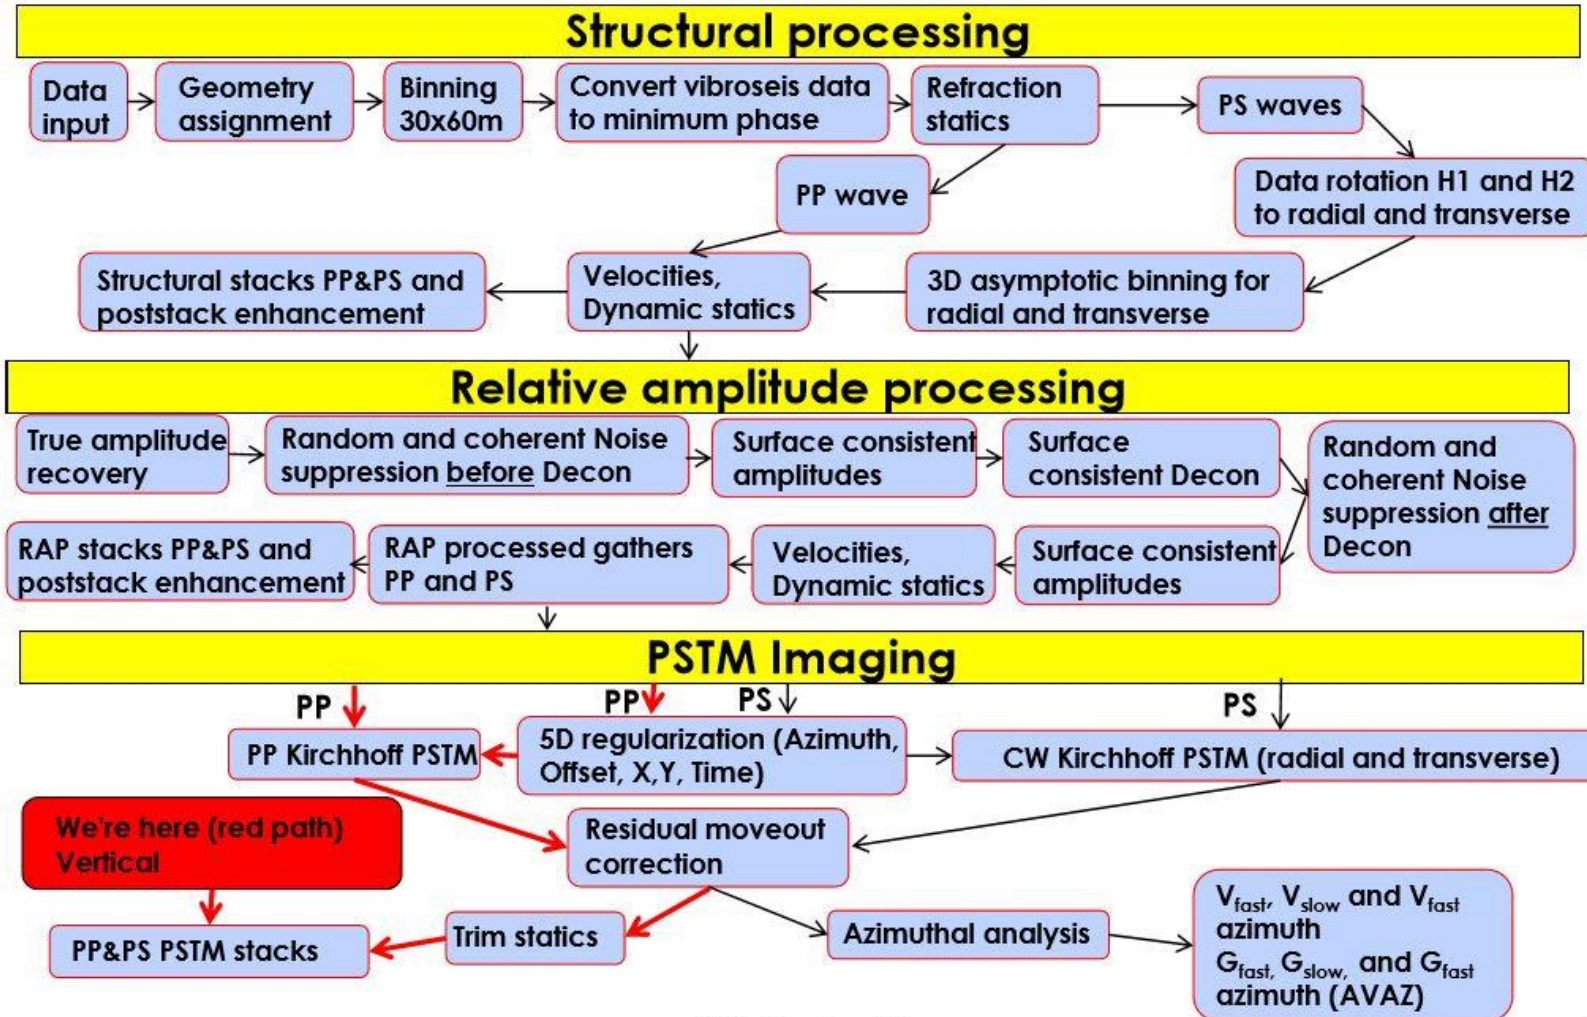 Structural processing
Data
input
Geometry
assignment
Binning
30x60m
Convert vibroseis data
to minimum phase
Refraction
statics
PS waves
PP wave
Data rotation H1 and H2
to radial and transverse
Structural stacks PP&PS and
poststack enhancement
Velocities,
Dynamic statics
3D asymptotic binning for
radial and transverse
Relative amplitude processing
True amplitude
recovery
Random and coherent Noise
suppression before Decon
Surface consistent
amplitudes
Surface
consistent Decon
Random and
coherent Noise
suppression after
Decon
RAP stacks PP&PS and
poststack enhancement
RAP processed gathers
PP and PS
Velocities,
Dynamic statics
Surface consistent
amplitudes
PSTM Imaging
PP
PP
PS
PS
PP Kirchhoff PSTM
5D regularization (Azimuth,
Offset, X,Y, Time)
CW Kirchhoff PSTM (radial and transverse)
We're here (red path)
Vertical
Residual moveout
correction
PP&PS PSTM stacks
Trim statics
Azimuthal analysis
Vfast, Vslow and Vfast
azimuth
Gfast, Gslow, and Gfast
azimuth (AVAZ)